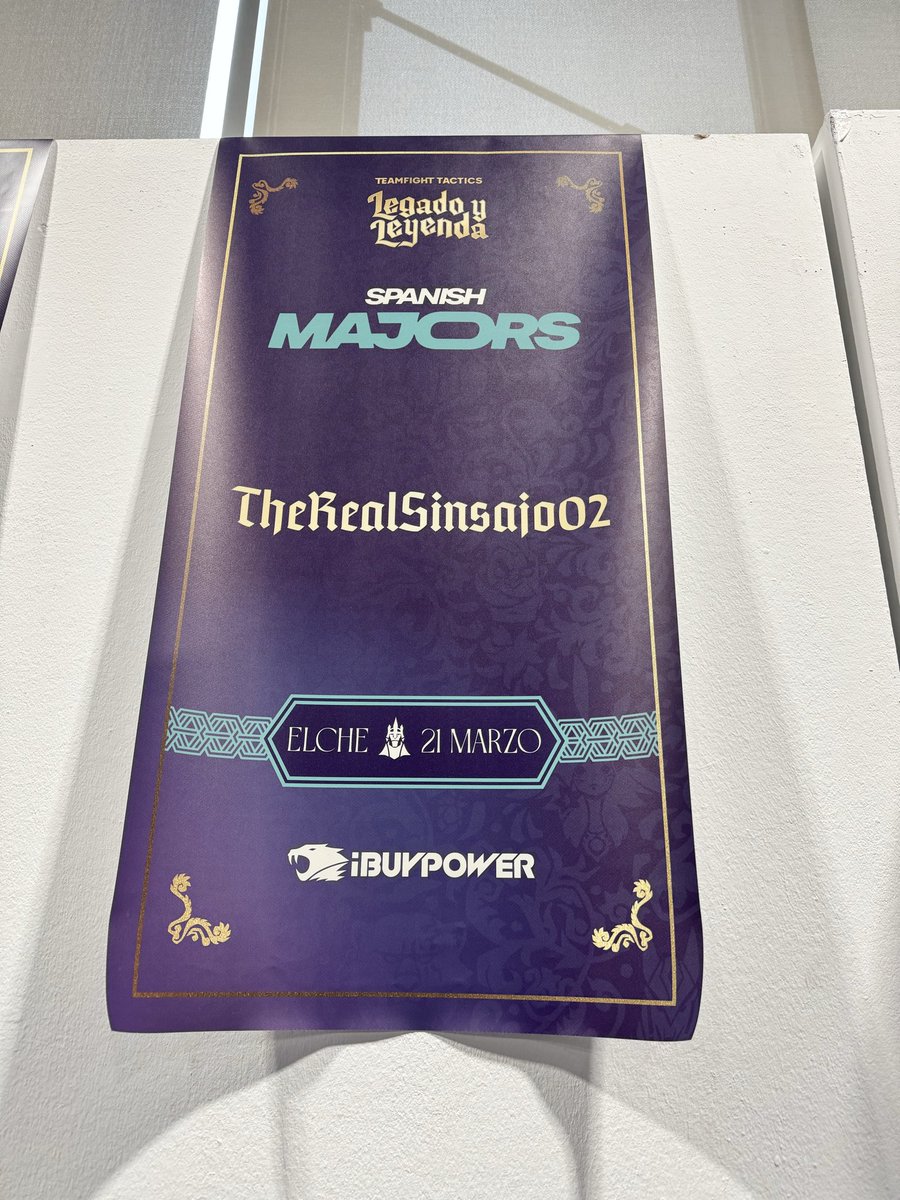 TEAMFIGHT TACTICS
Legado y
Leyenda
SPANISH
MAJORS
TheRealSinsajo02
ELCHE 21 MARZO
iBUYPOWER